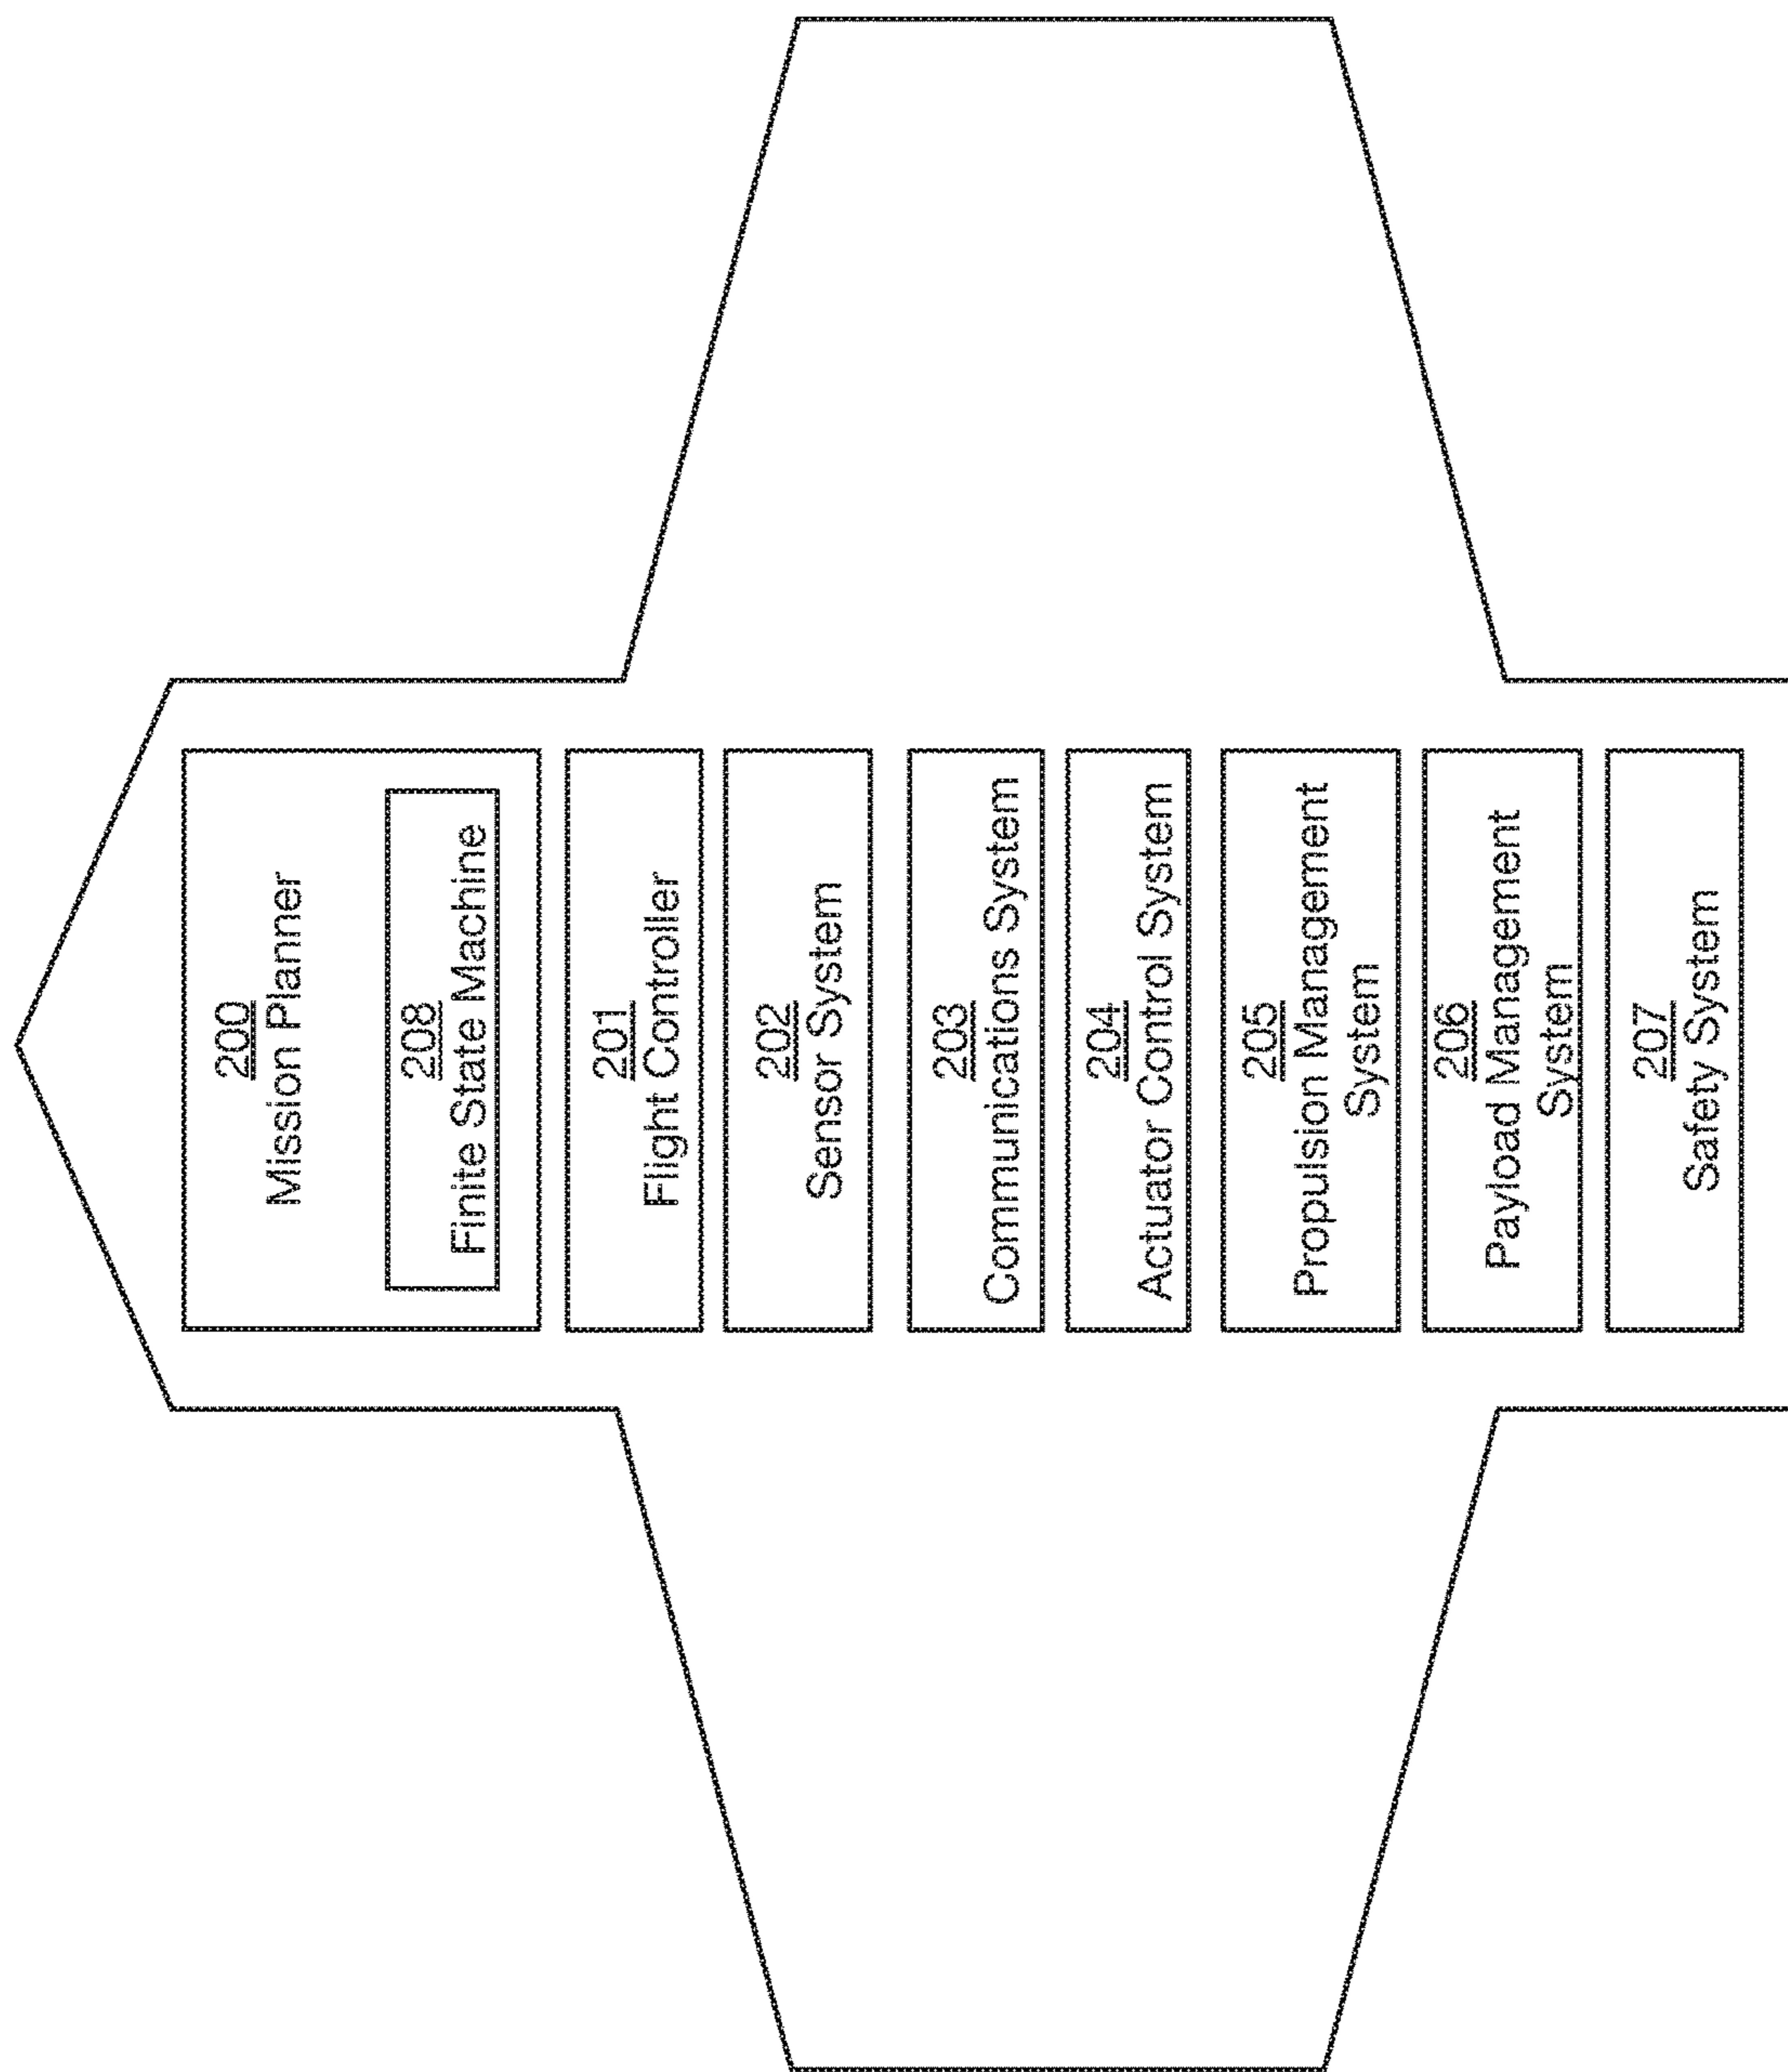 200
Mission Planner
208
Finite State Machine
201
Flight Controller
202
Sensor System
203
Communications System
204
Actuator Control System
205
Propulsion Management
System
206
Payload Management
System
207
Safety System